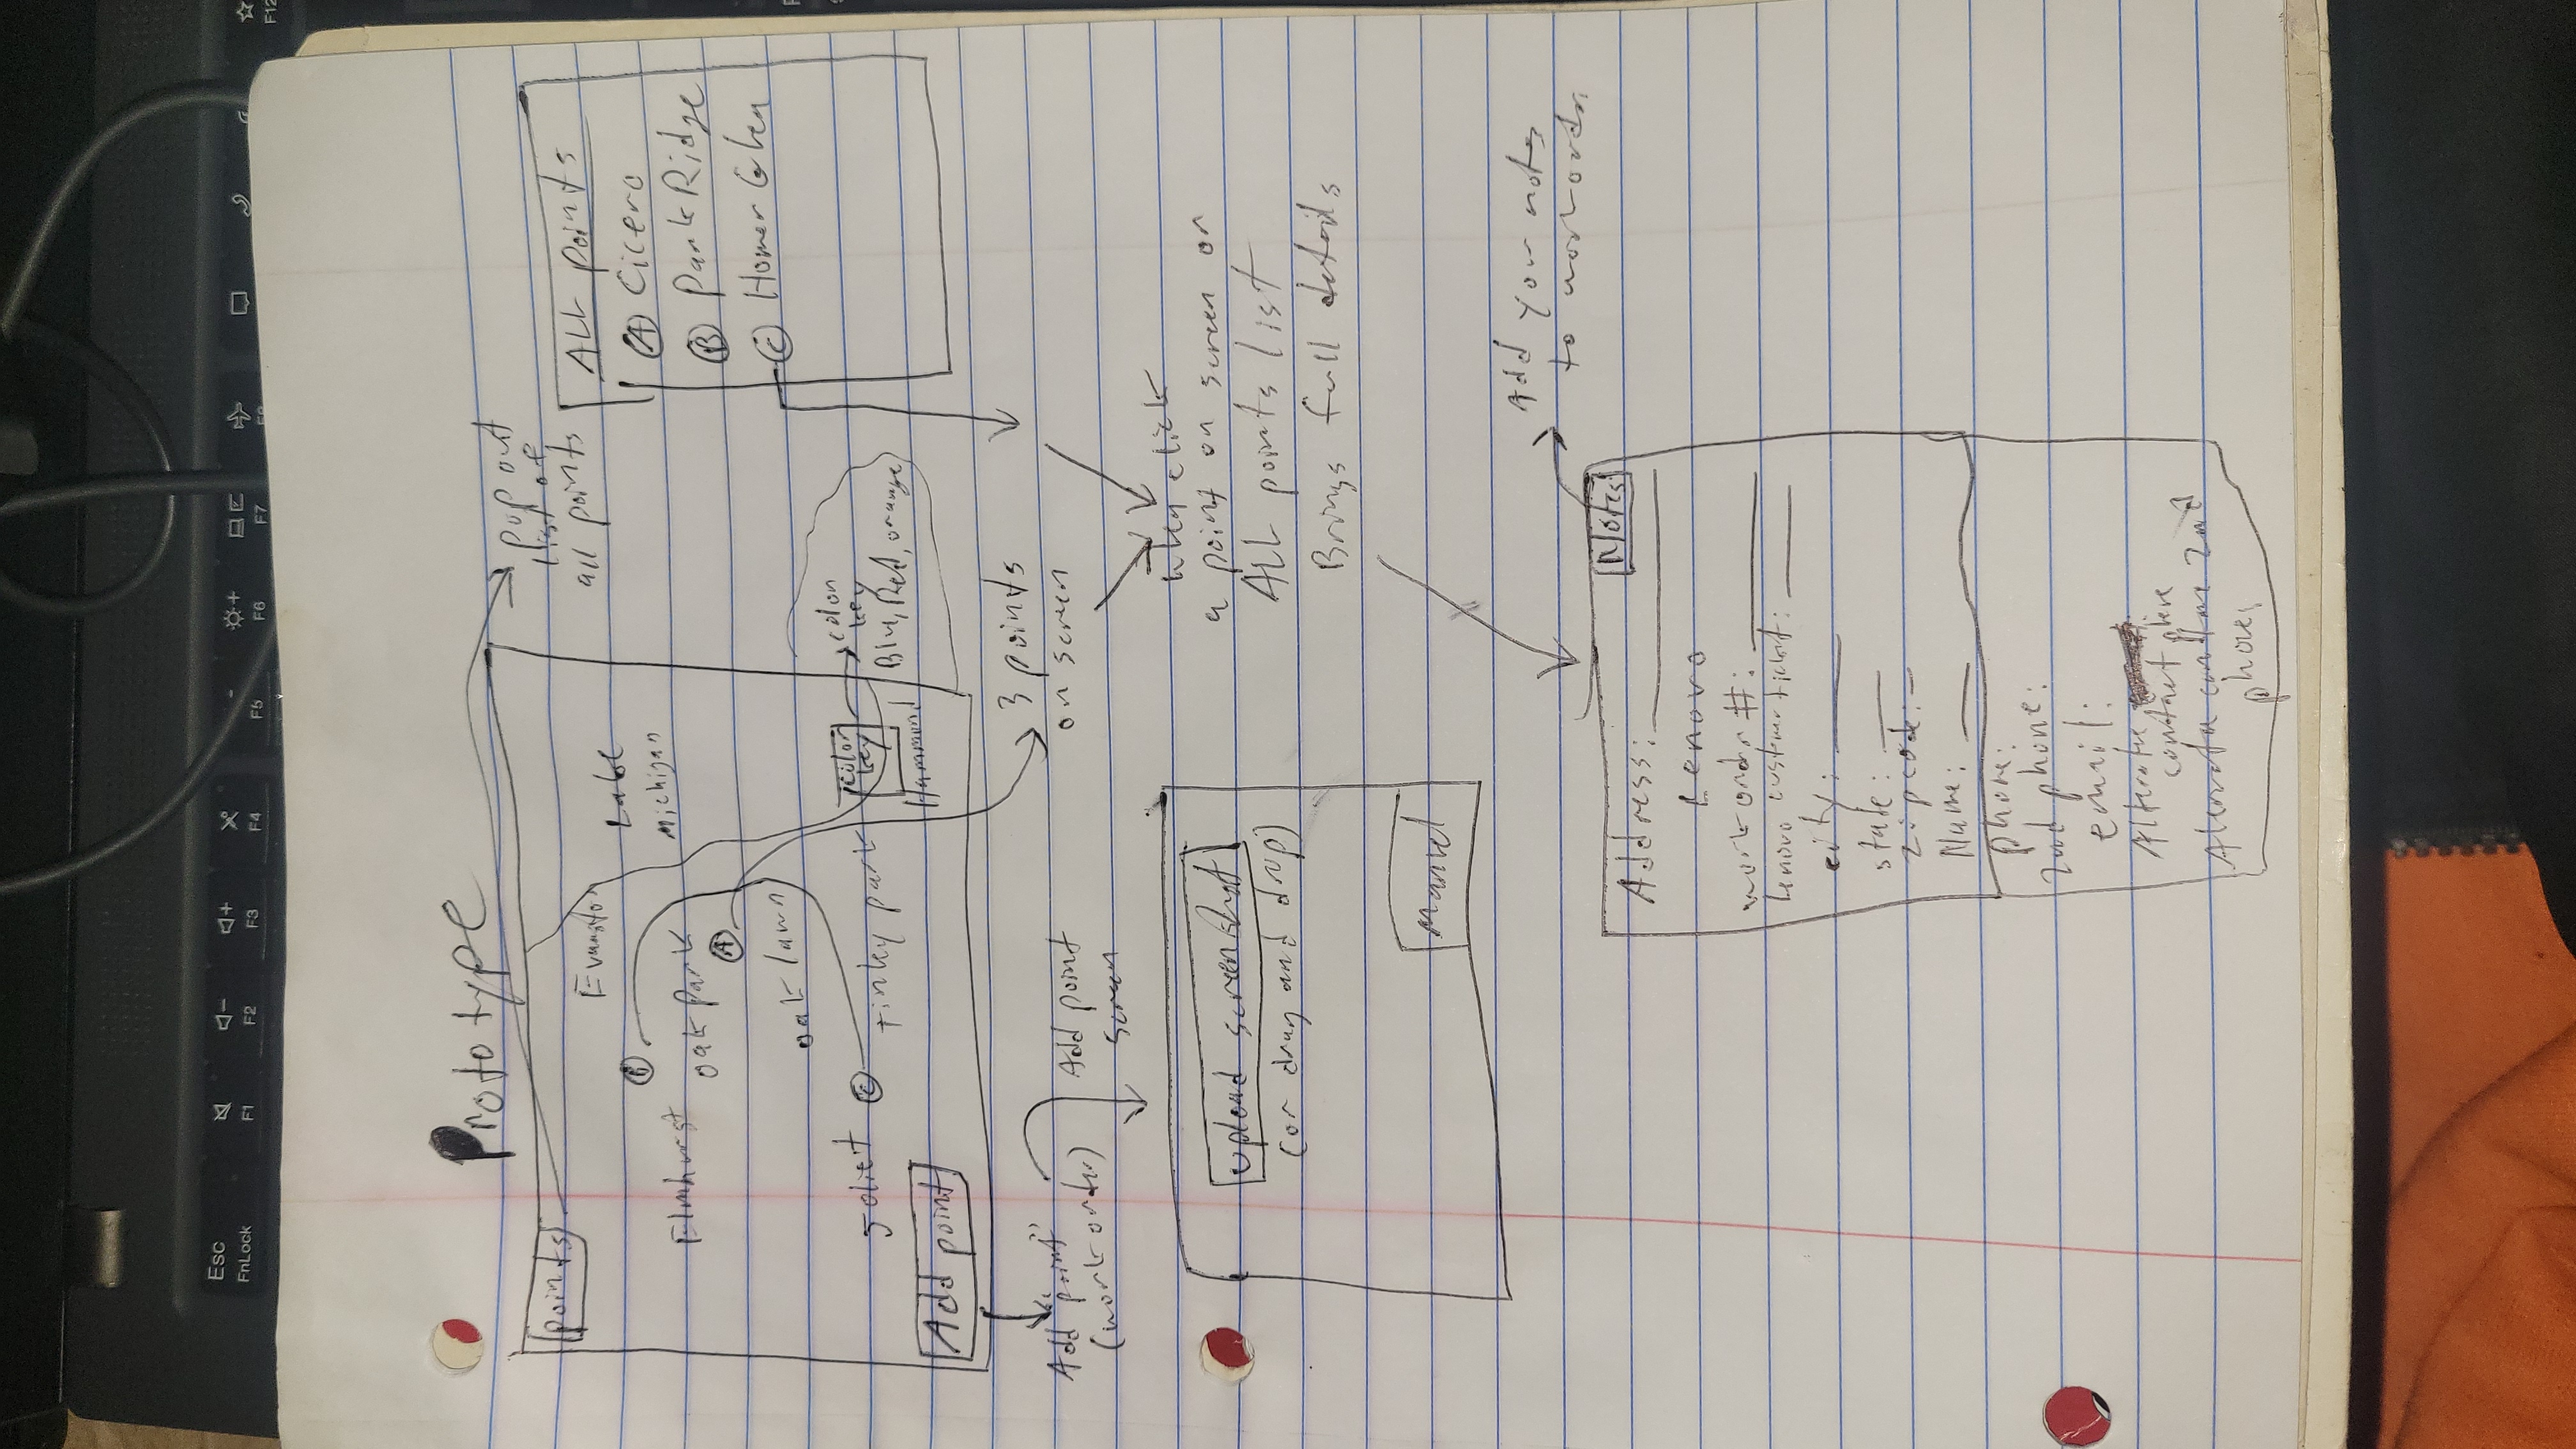 Esc
FnLock
F1
F2
F3
F4
F5
F6
F7
F12
Prototype
points
pop out
list of
all points
Evanston
Lake
Michigan
B
Elmhurst
oak Park
A
oak lawn
Joliet
C
tinley park
color
key
Hammond
color
key
Blue, Red, orange
Add point
ALL points
A Cicero
B Park Ridge
C Homer Glen
Add "point"
(work order)
Add point
screen
3 points
on screen
upload screenshot
(or drag and drop)
Manuel
when click
a point on screen or
ALL points list
Brings full details
Add your notes
to workorder
Notes
Address:
Lenovo
work order #:
Lenovo customer ticket:
city:
state:
zipcode:
Name:
phone:
2nd phone:
email:
Alternate
contact phone
2nd
phone: